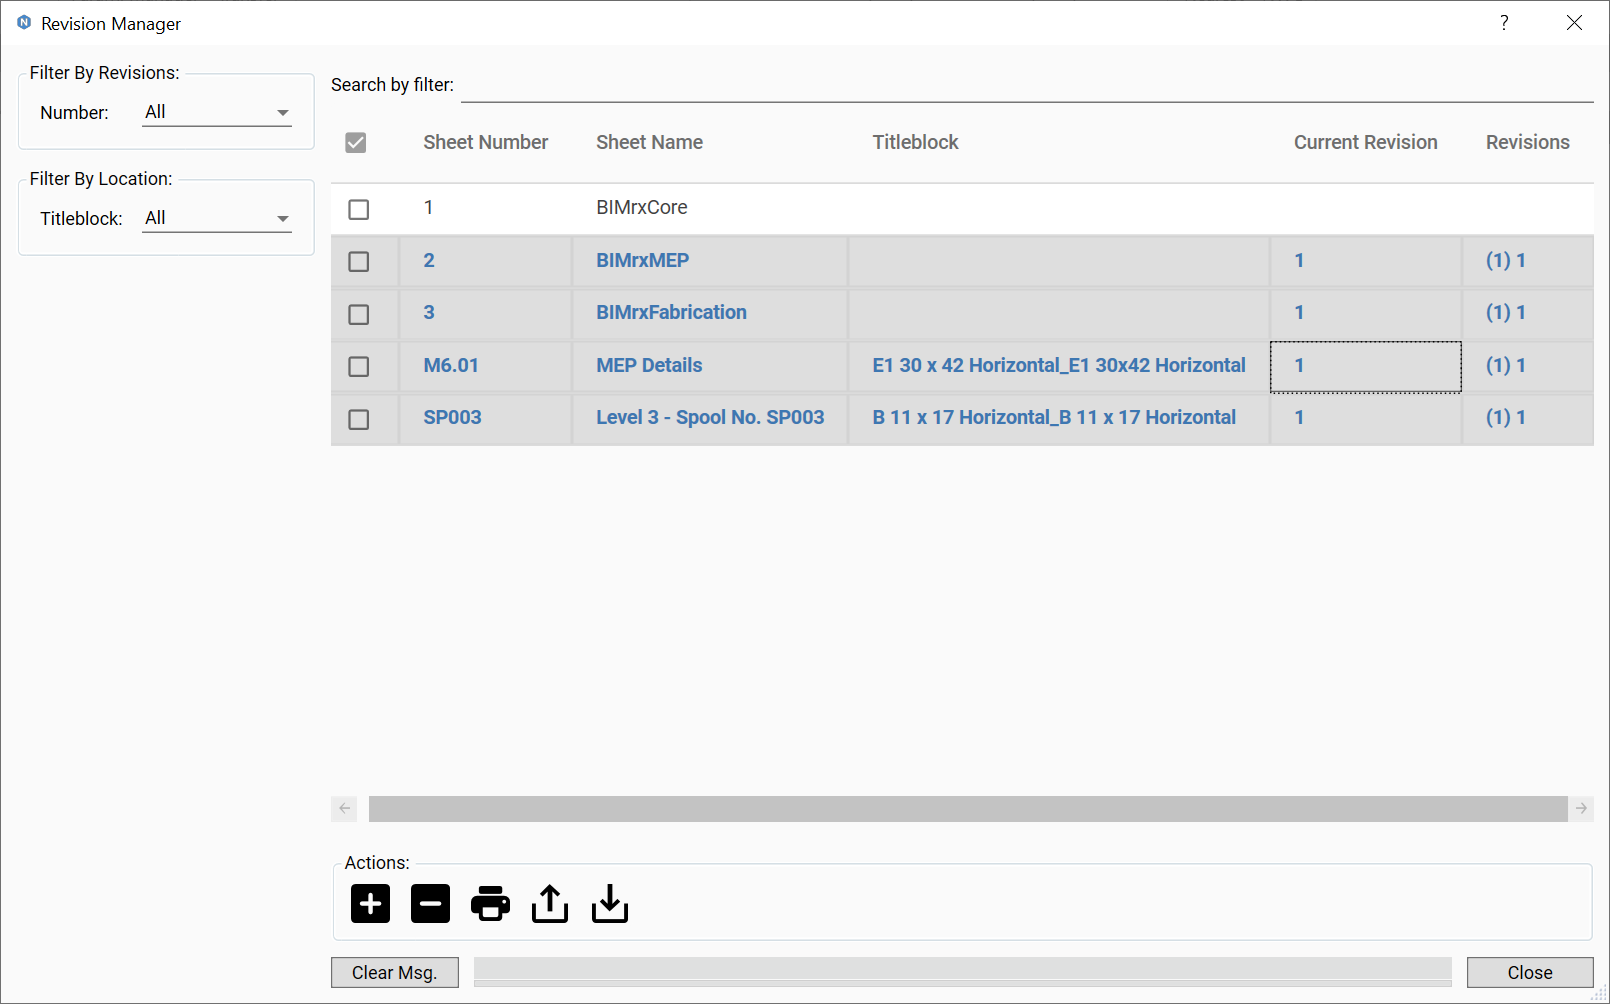 N Revision Manager ?
Filter By Revisions:
Number: All
Filter By Location:
Titleblock: All
Search by filter:
Sheet Number Sheet Name Titleblock Current Revision Revisions
1 BIMrxCore
2 BIMrxMEP 1 (1) 1
3 BIMrxFabrication 1 (1) 1
M6.01 MEP Details E1 30 x 42 Horizontal_E1 30x42 Horizontal 1 (1) 1
SP003 Level 3 - Spool No. SP003 B 11 x 17 Horizontal_B 11 x 17 Horizontal 1 (1) 1
Actions:
Clear Msg. Close